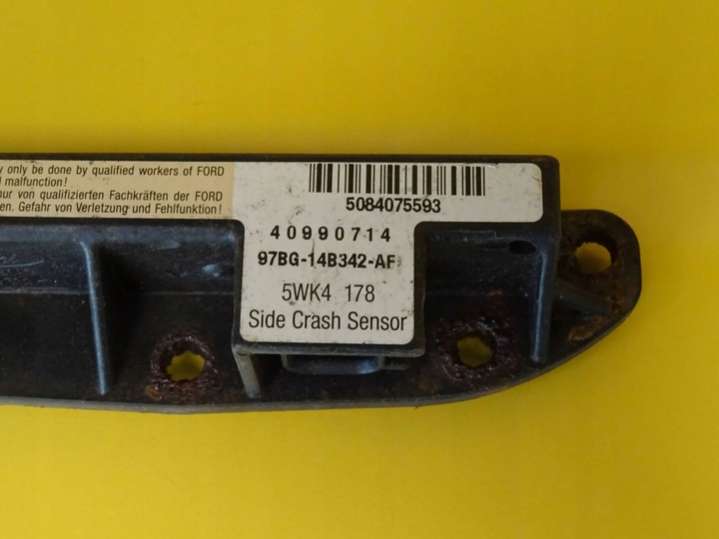 only be done by qualified workers of FORD
malfunction!
nur von qualifizierten Fachkräften der FORD
en. Gefahr von Verletzung und Fehlfunktion!
5084075593
40990714
97BG-14B342-AF
5WK4 178
Side Crash Sensor